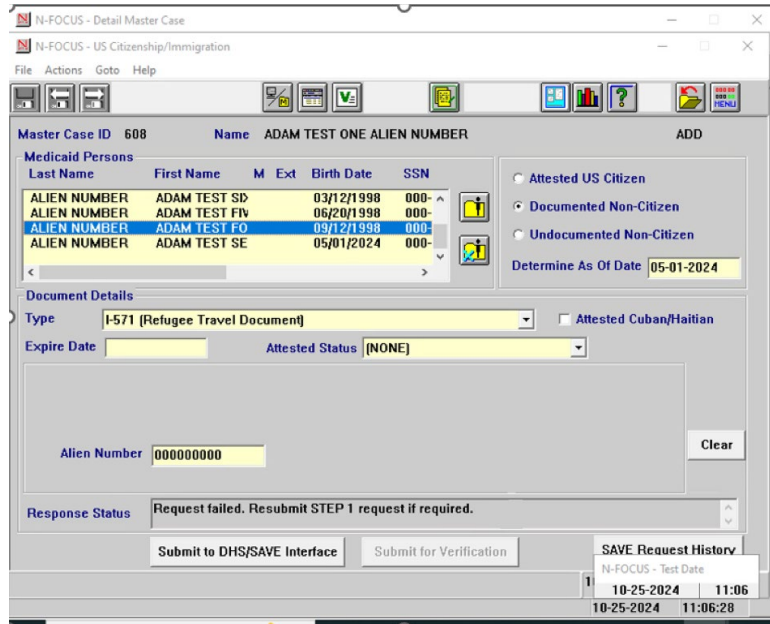 N-FOCUS - Detail Master Case
N-FOCUS - US Citizenship/Immigration
File Actions Goto Help
MENU
Master Case ID 608 Name ADAM TEST ONE ALIEN NUMBER ADD
Medicaid Persons
Last Name First Name M Ext Birth Date SSN
ALIEN NUMBER ADAM TEST SI 03/12/1998 000-
ALIEN NUMBER ADAM TEST FIV 06/20/1998 000-
ALIEN NUMBER ADAM TEST FO 09/12/1998 000-
ALIEN NUMBER ADAM TEST SE 05/01/2024 000-
Attested US Citizen
Documented Non-Citizen
Undocumented Non-Citizen
Determine As Of Date 05-01-2024
Document Details
Type I-571 (Refugee Travel Document) Attested Cuban/Haitian
Expire Date Attested Status (NONE)
Alien Number 000000000
Clear
Response Status Request failed. Resubmit STEP 1 request if required.
Submit to DHS/SAVE Interface Submit for Verification SAVE Request History
N-FOCUS - Test Date
10-25-2024 11:06
10-25-2024 11:06:28